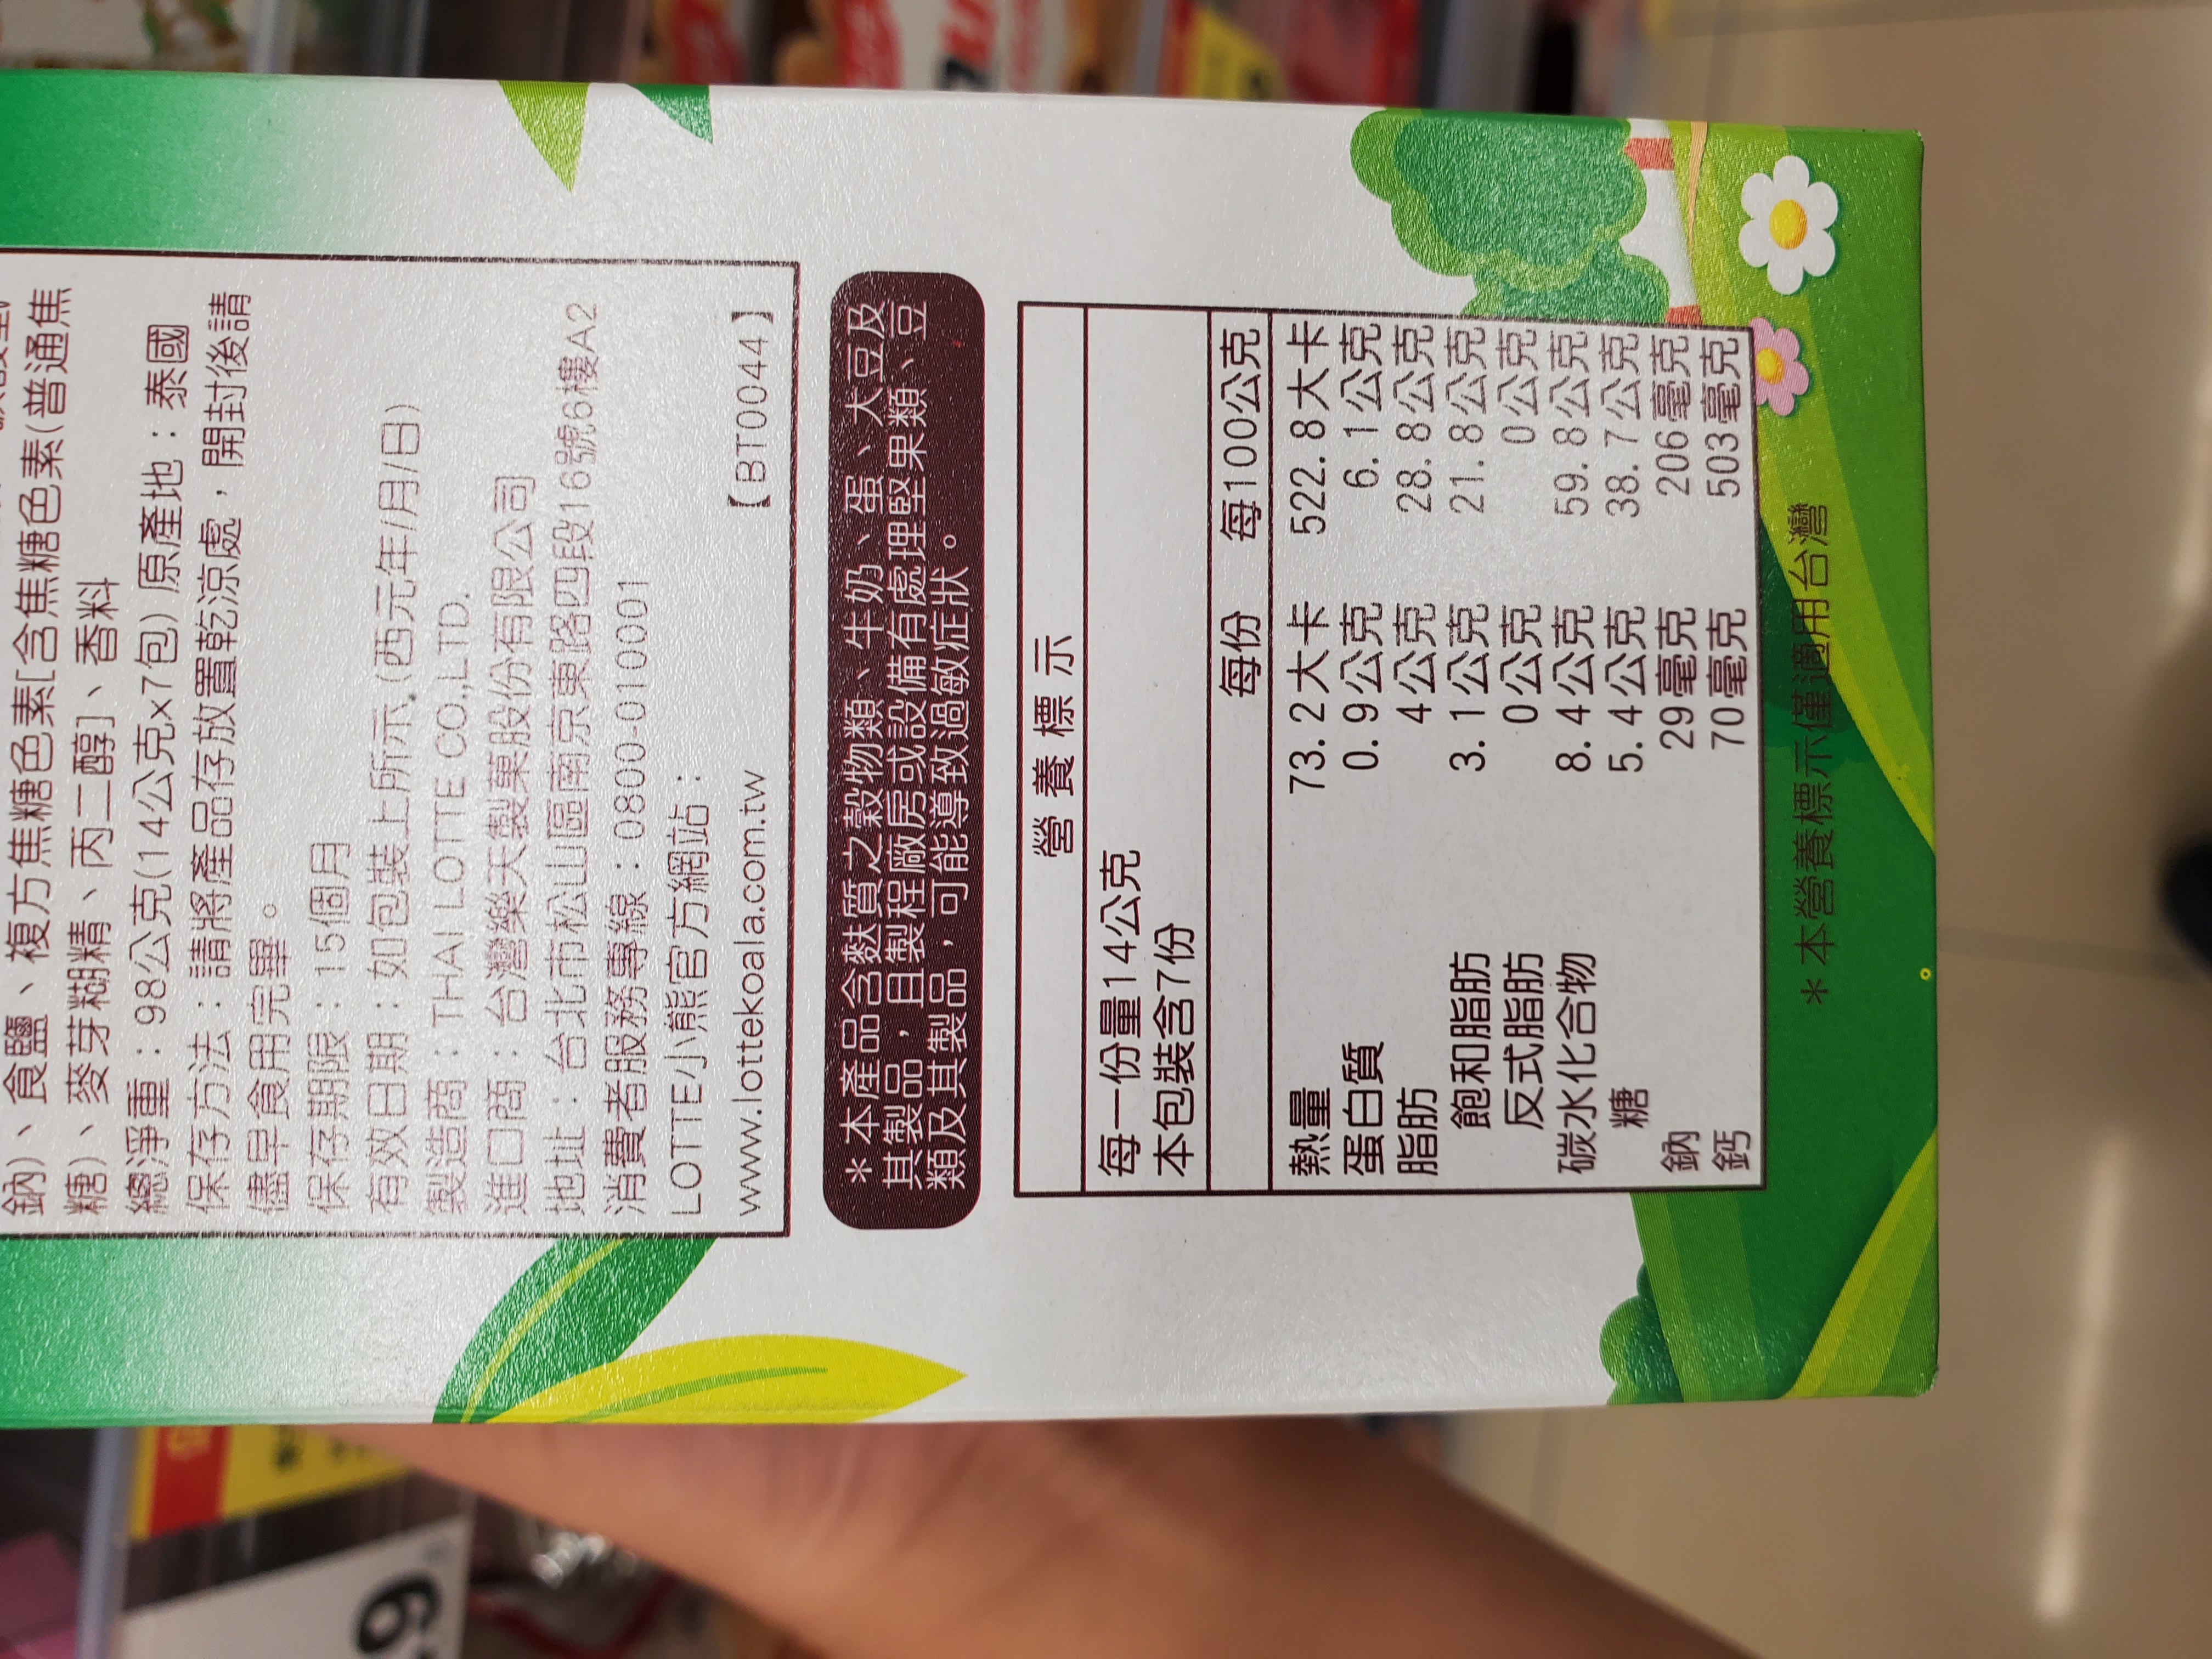 鈉)、食鹽、複方焦糖色素[含焦糖色素(普通焦
糖)、麥芽糊精、丙二醇]、香料
總淨重：98公克(14公克x7包) 原產地：泰國
保存方法：請將產品存放置乾涼處，開封後請
儘早食用完畢。
保存期限：15個月
有效日期：如包裝上所示.(西元年/月/日)
製造商：THAI LOTTE CO.,LTD.
進口商：台灣樂天製菓股份有限公司
地址：台北市松山區南京東路四段16號6樓A2
消費者服務專線：0800-010001
LOTTE小熊官方網站：
www.lottekoala.com.tw 【BT0044】
＊本產品含麩質之穀物類、牛奶、蛋、大豆及
其製品，且製程廠房或設備有處理堅果類、豆
類及其製品，可能導致過敏症狀。
營養標示
每一份量14公克
本包裝含7份
每份 每100公克
熱量 73.2大卡 522.8大卡
蛋白質 0.9公克 6.1公克
脂肪 4公克 28.8公克
飽和脂肪 3.1公克 21.8公克
反式脂肪 0公克 0公克
碳水化合物 8.4公克 59.8公克
糖 5.4公克 38.7公克
鈉 29毫克 206毫克
鈣 70毫克 503毫克
＊本營養標示僅適用台灣
9